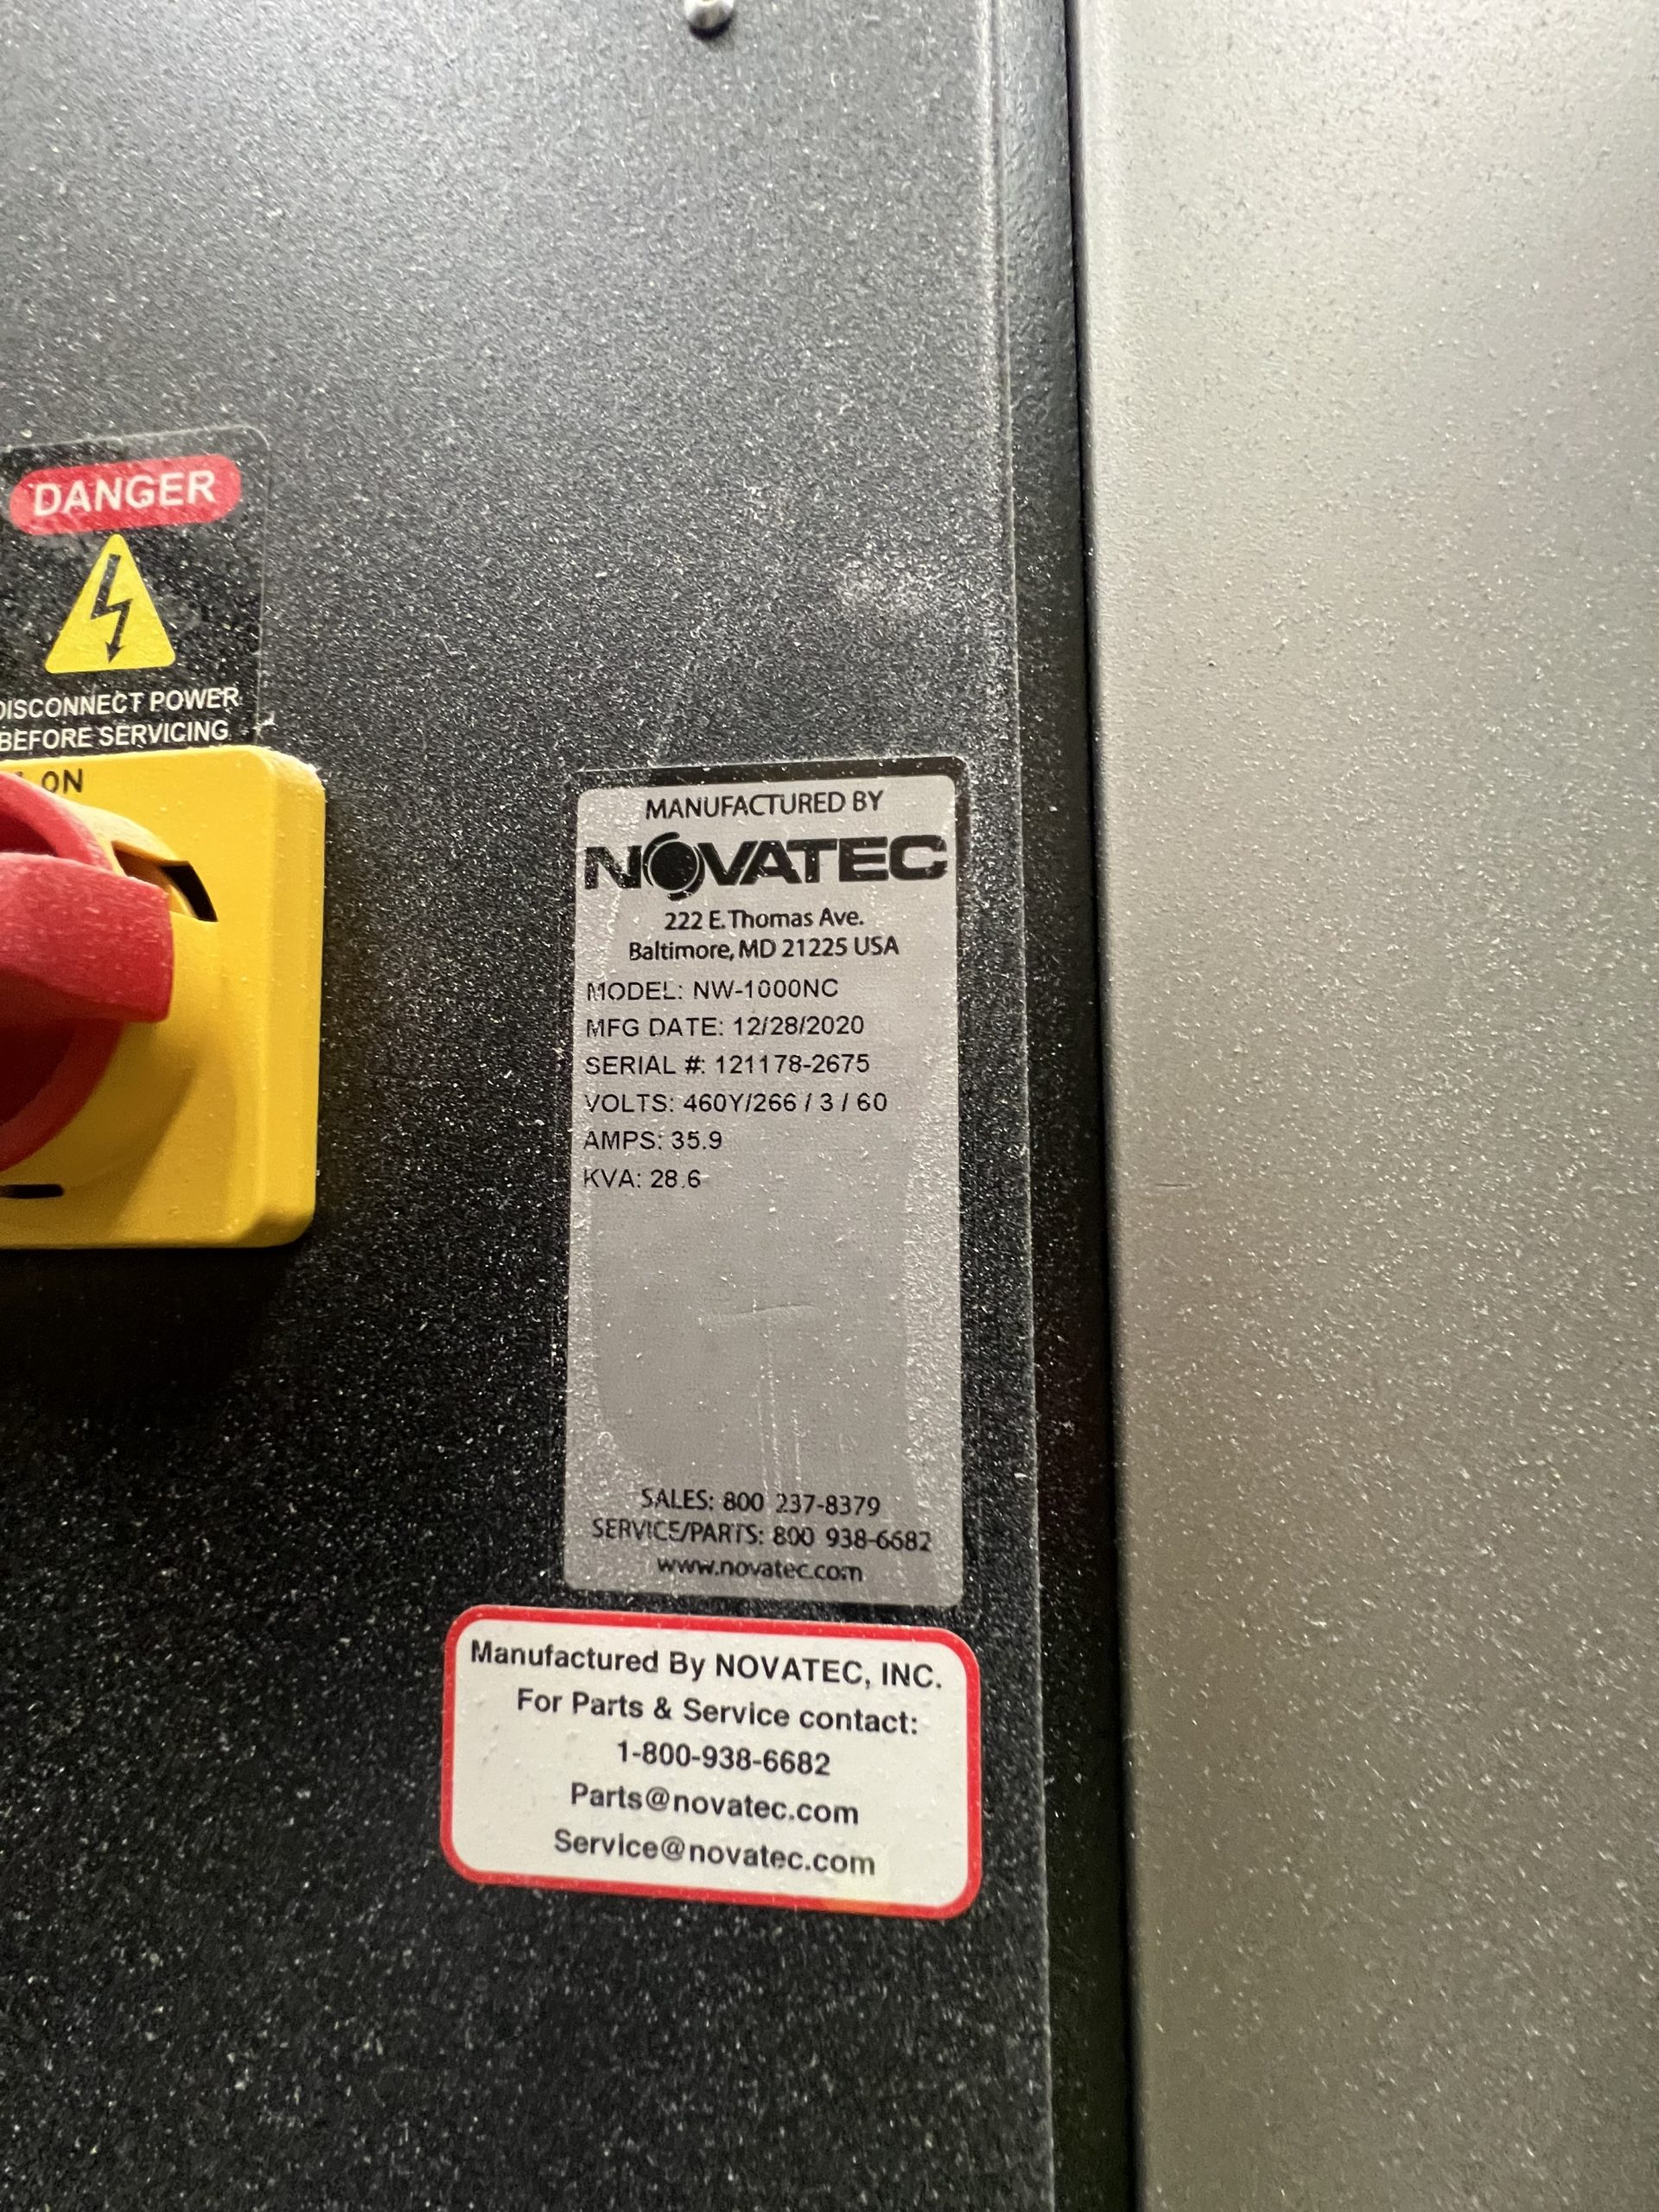 DANGER
DISCONNECT POWER
BEFORE SERVICING
ON
MANUFACTURED BY
NOVATEC
222 E. Thomas Ave.
Baltimore, MD 21225 USA
MODEL: NW-1000NC
MFG DATE: 12/28/2020
SERIAL #: 121178-2675
VOLTS: 460Y/266 / 3 / 60
AMPS: 35.9
KVA: 28.6
SALES: 800 237-8379
SERVICE/PARTS: 800 938-6682
www.novatec.com
Manufactured By NOVATEC, INC.
For Parts & Service contact:
1-800-938-6682
Parts@novatec.com
Service@novatec.com